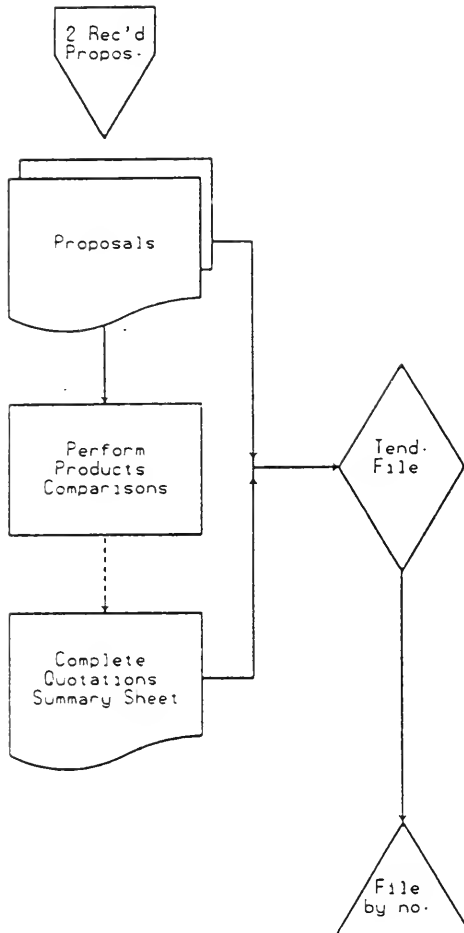 2 Rec'd
Propos.
Proposals
Perform
Products
Comparisons
Tend.
File
Complete
Quotations
Summary Sheet
File
by no.